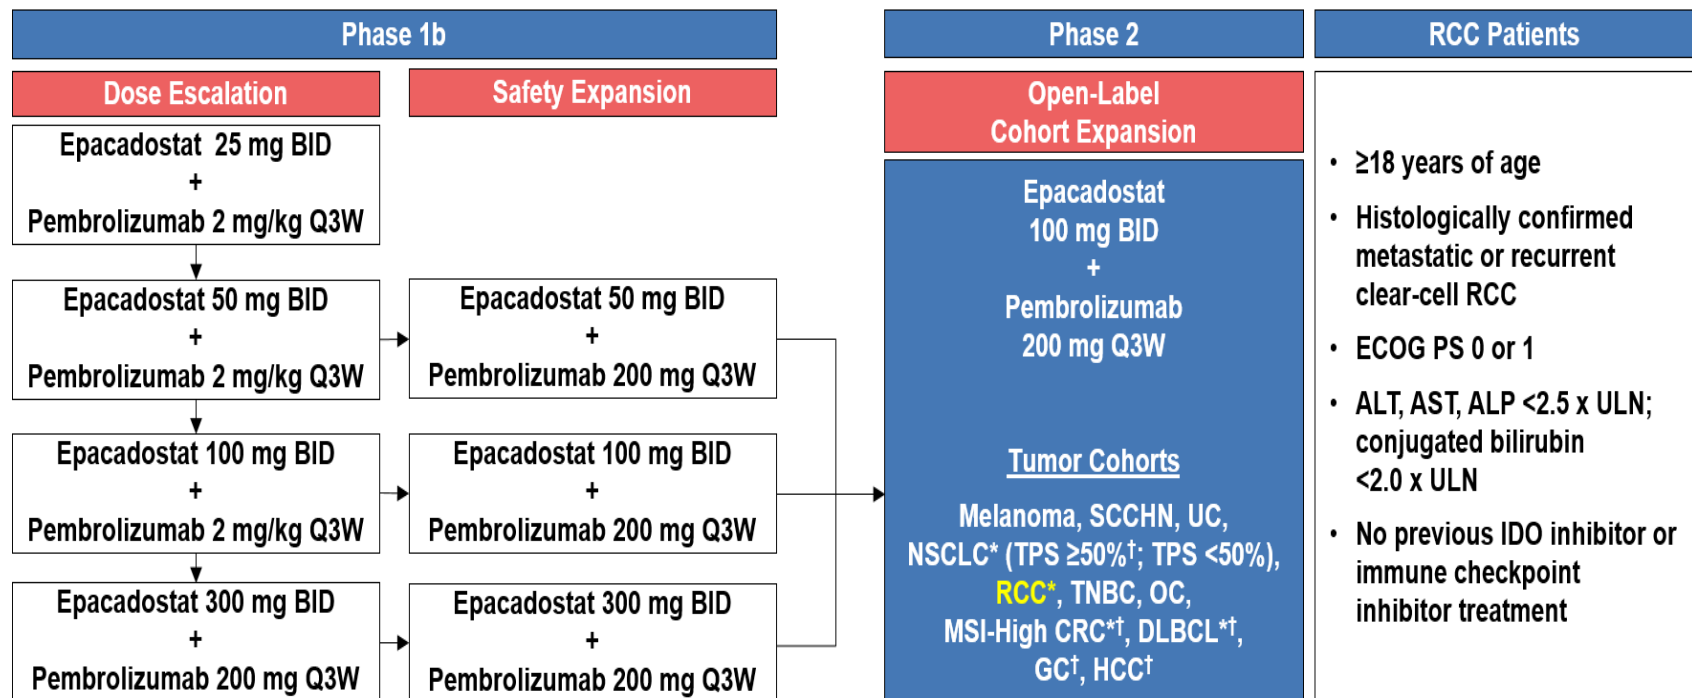 Phase 1b
Dose Escalation
Epacadostat 25 mg BID
+
Pembrolizumab 2 mg/kg Q3W
Epacadostat 50 mg BID
+
Pembrolizumab 2 mg/kg Q3W
Epacadostat 100 mg BID
+
Pembrolizumab 2 mg/kg Q3W
Epacadostat 300 mg BID
+
Pembrolizumab 200 mg Q3W
Safety Expansion
Epacadostat 50 mg BID
+
Pembrolizumab 200 mg Q3W
Epacadostat 100 mg BID
+
Pembrolizumab 200 mg Q3W
Epacadostat 300 mg BID
+
Pembrolizumab 200 mg Q3W
Phase 2
Open-Label
Cohort Expansion
Epacadostat
100 mg BID
+
Pembrolizumab
200 mg Q3W
Tumor Cohorts
Melanoma, SCCHN, UC,
NSCLC* (TPS ≥50%†; TPS <50%),
RCC*, TNBC, OC,
MSI-High CRC*†, DLBCL*†,
GC†, HCC†
RCC Patients
• ≥18 years of age
• Histologically confirmed
metastatic or recurrent
clear-cell RCC
• ECOG PS 0 or 1
• ALT, AST, ALP <2.5 x ULN;
conjugated bilirubin
<2.0 x ULN
• No previous IDO inhibitor or
immune checkpoint
inhibitor treatment